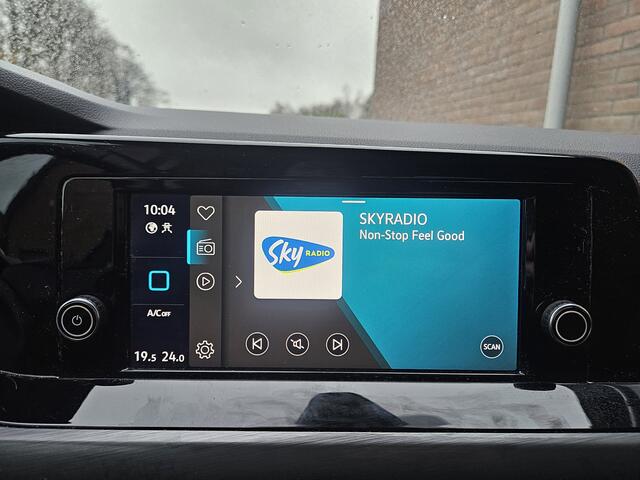 10:04
A/C OFF
19.5 24.0
Sky RADIO
SKYRADIO
Non-Stop Feel Good
SCAN